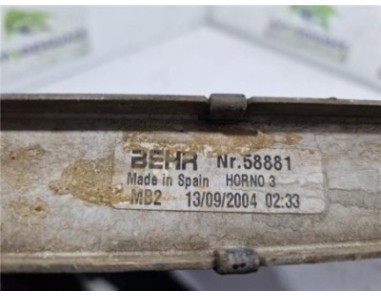 BEHR Nr.58881
Made in Spain HORNO 3
MB2 13/09/2004 02:33